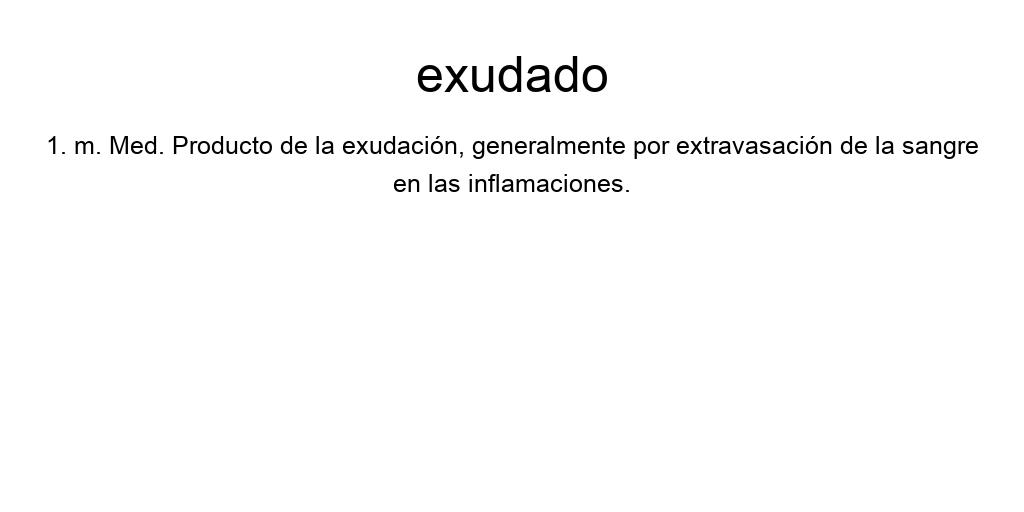 exudado
1. m. Med. Producto de la exudación, generalmente por extravasación de la sangre
en las inflamaciones.